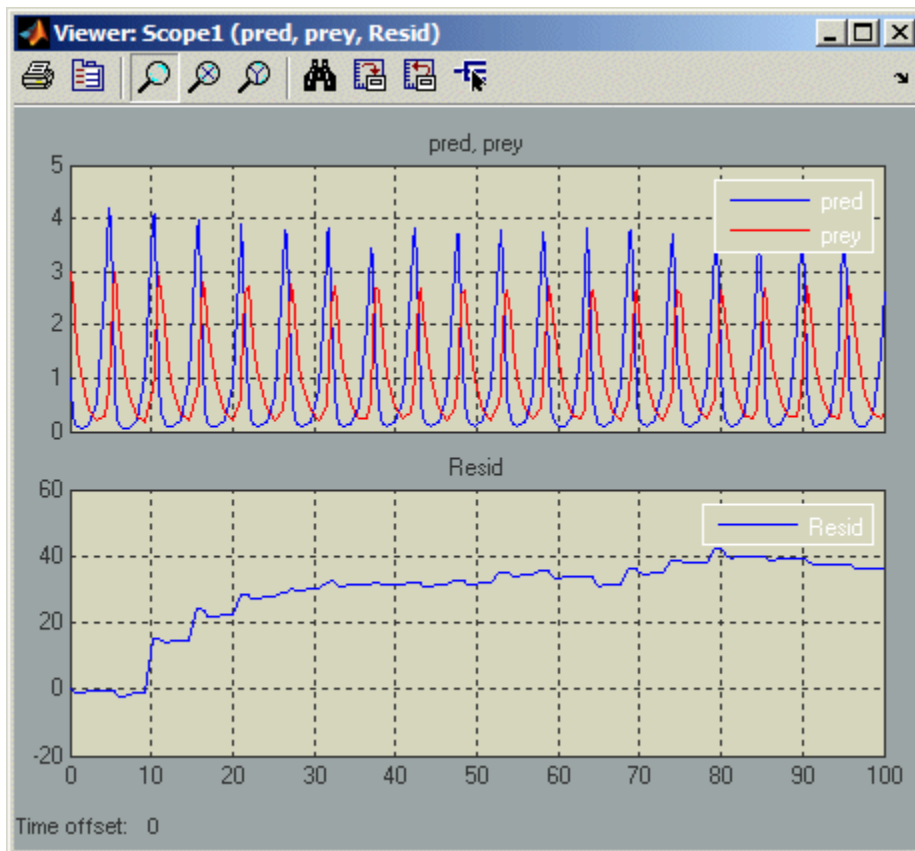 Viewer: Scope1 (pred, prey, Resid)
pred, prey
5
4
3
2
1
0
pred
prey
Resid
60
40
20
0
-20
Resid
0 10 20 30 40 50 60 70 80 90 100
Time offset: 0